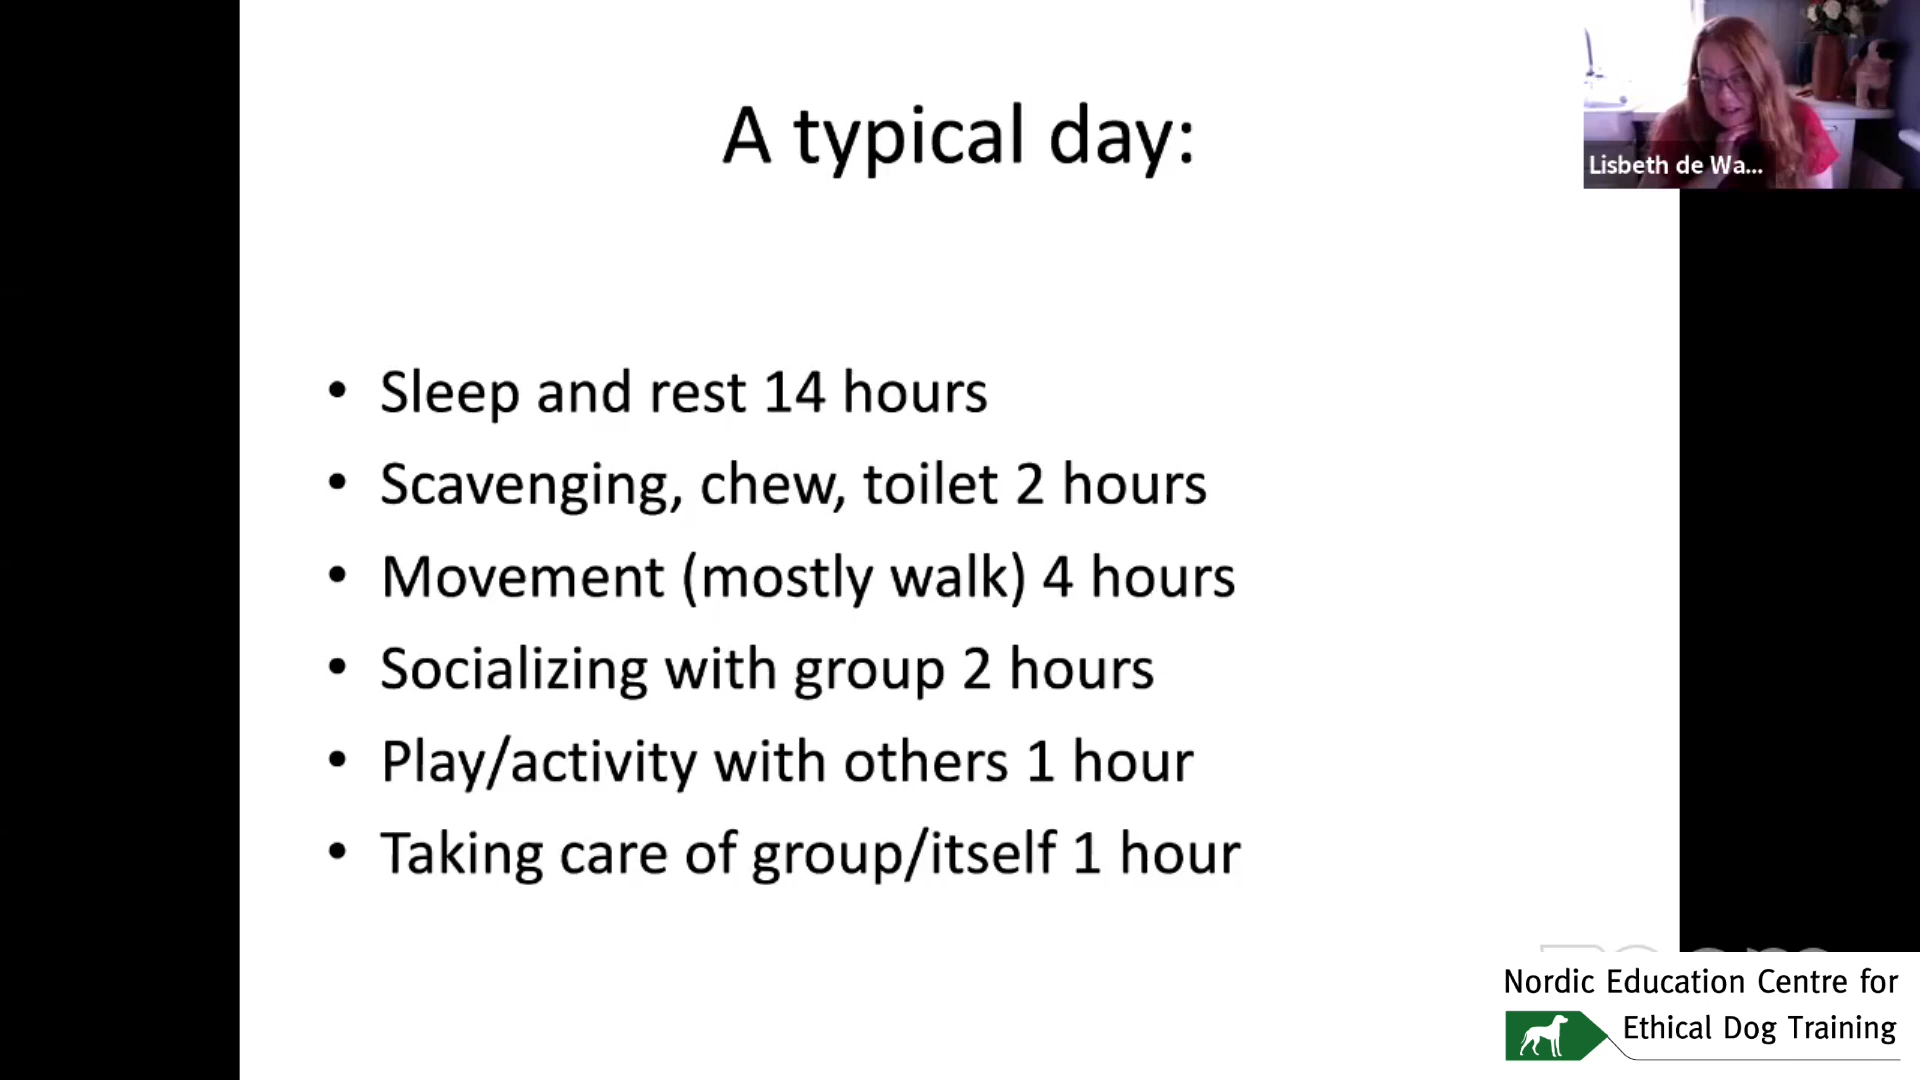 A typical day:
Lisbeth de Wa...
• Sleep and rest 14 hours
• Scavenging, chew, toilet 2 hours
• Movement (mostly walk) 4 hours
• Socializing with group 2 hours
• Play/activity with others 1 hour
• Taking care of group/itself 1 hour
Nordic Education Centre for
Ethical Dog Training